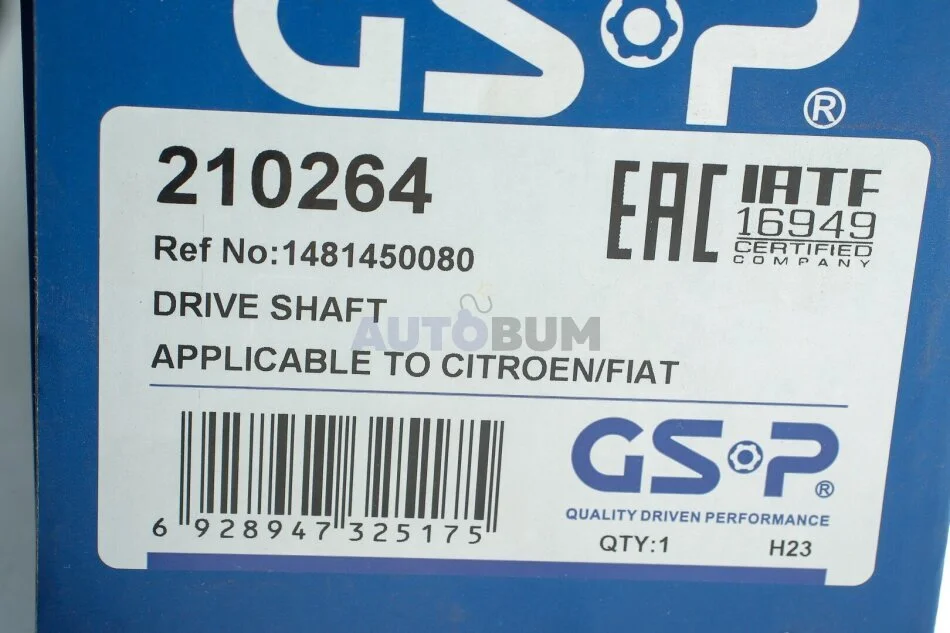 GSP®
210264
EAC
IATF
16949
CERTIFIED
COMPANY
Ref No:1481450080
DRIVE SHAFT
AUTOBUM
APPLICABLE TO CITROEN/FIAT
GSP®
QUALITY DRIVEN PERFORMANCE
6 928947 325175
QTY:1
H23